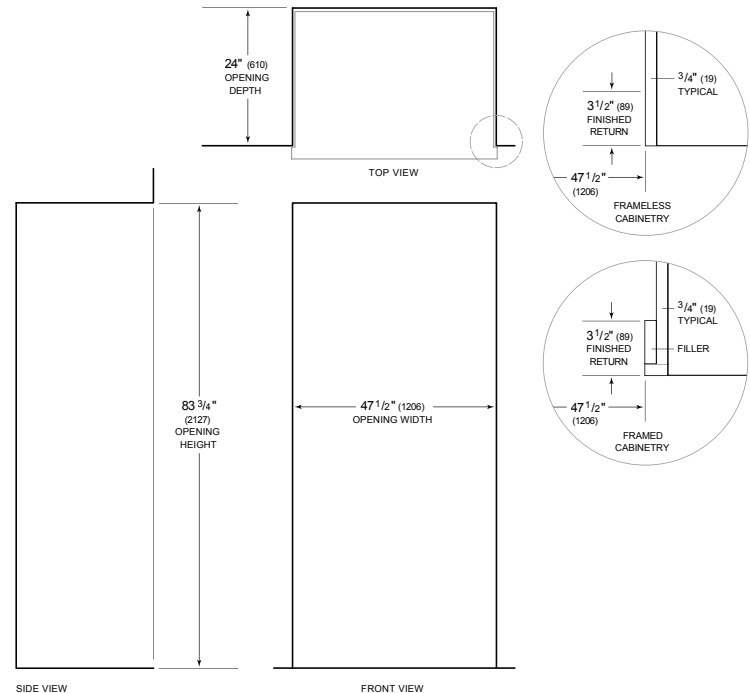 24" (610)
OPENING
DEPTH
TOP VIEW
3/4" (19)
TYPICAL
3 1/2" (89)
FINISHED
RETURN
47 1/2"
(1206)
FRAMELESS
CABINETRY
3/4" (19)
TYPICAL
3 1/2" (89)
FINISHED
RETURN
FILLER
47 1/2"
(1206)
FRAMED
CABINETRY
83 3/4"
(2127)
OPENING
HEIGHT
47 1/2" (1206)
OPENING WIDTH
SIDE VIEW
FRONT VIEW